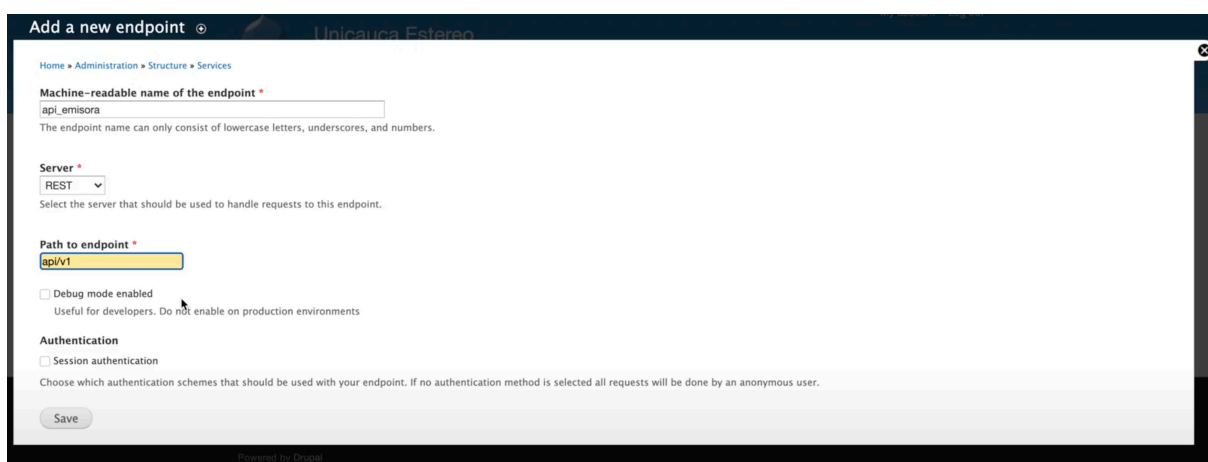 Add a new endpoint
Unicauca Estereo
Home » Administration » Structure » Services
Machine-readable name of the endpoint *
api_emisora
The endpoint name can only consist of lowercase letters, underscores, and numbers.
Server *
REST
Select the server that should be used to handle requests to this endpoint.
Path to endpoint *
api/v1
Debug mode enabled
Useful for developers. Do not enable on production environments
Authentication
Session authentication
Choose which authentication schemes that should be used with your endpoint. If no authentication method is selected all requests will be done by an anonymous user.
Save
Powered by Drupal